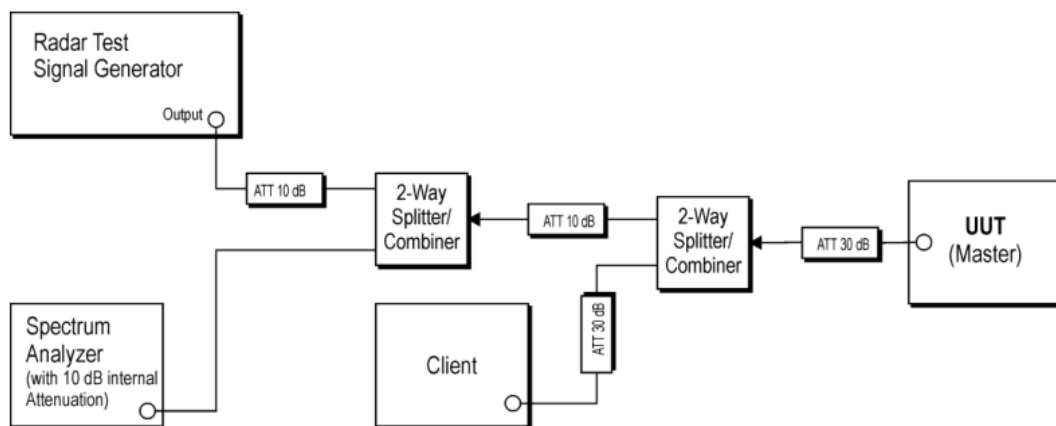 Radar Test
Signal Generator
Output
ATT 10 dB
2-Way
Splitter/
Combiner
ATT 10 dB
2-Way
Splitter/
Combiner
ATT 30 dB
UUT
(Master)
Spectrum
Analyzer
(with 10 dB internal
Attenuation)
Client
ATT 30 dB